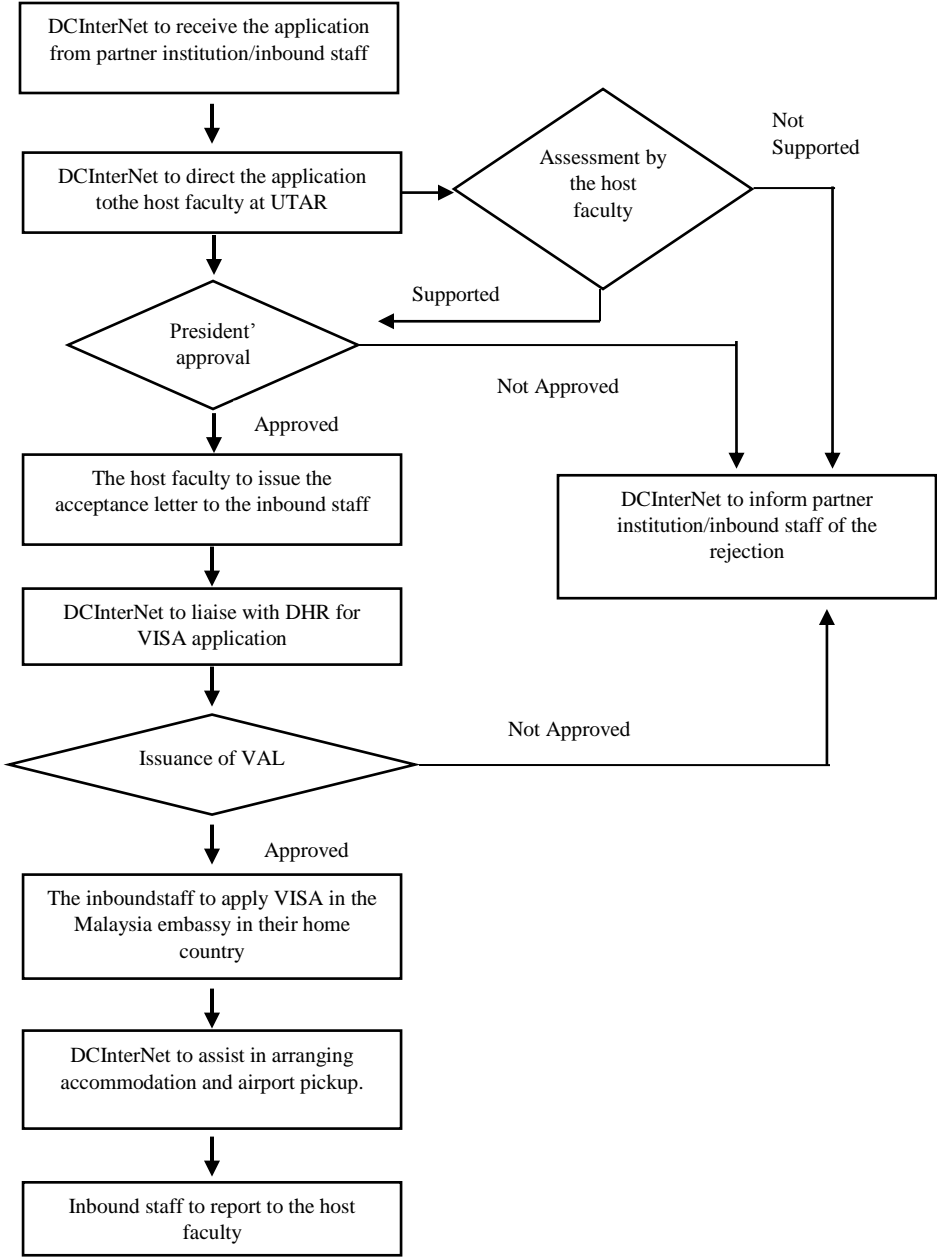 DCInterNet to receive the application
from partner institution/inbound staff
DCInterNet to direct the application
tothe host faculty at UTAR
Assessment by
the host
faculty
Not
Supported
Supported
President’
approval
Not Approved
Approved
The host faculty to issue the
acceptance letter to the inbound staff
DCInterNet to inform partner
institution/inbound staff of the
rejection
DCInterNet to liaise with DHR for
VISA application
Issuance of VAL
Not Approved
Approved
The inboundstaff to apply VISA in the
Malaysia embassy in their home
country
DCInterNet to assist in arranging
accommodation and airport pickup.
Inbound staff to report to the host
faculty